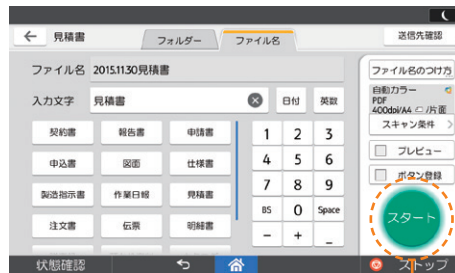 見積書
フォルダー
ファイル名
送信先確認
ファイル名 2015.11.30見積書
ファイル名のつけ方
入力文字 見積書
日付
英数
自動カラー
PDF
400dpi/A4 /片面
スキャン条件
契約書 報告書 申請書
1 2 3
プレビュー
申込書 図面 仕様書
4 5 6
ボタン登録
製造指示書 作業日報 見積書
7 8 9
BS 0 Space
スタート
注文書 伝票 明細書
- + _
状態確認
ストップ